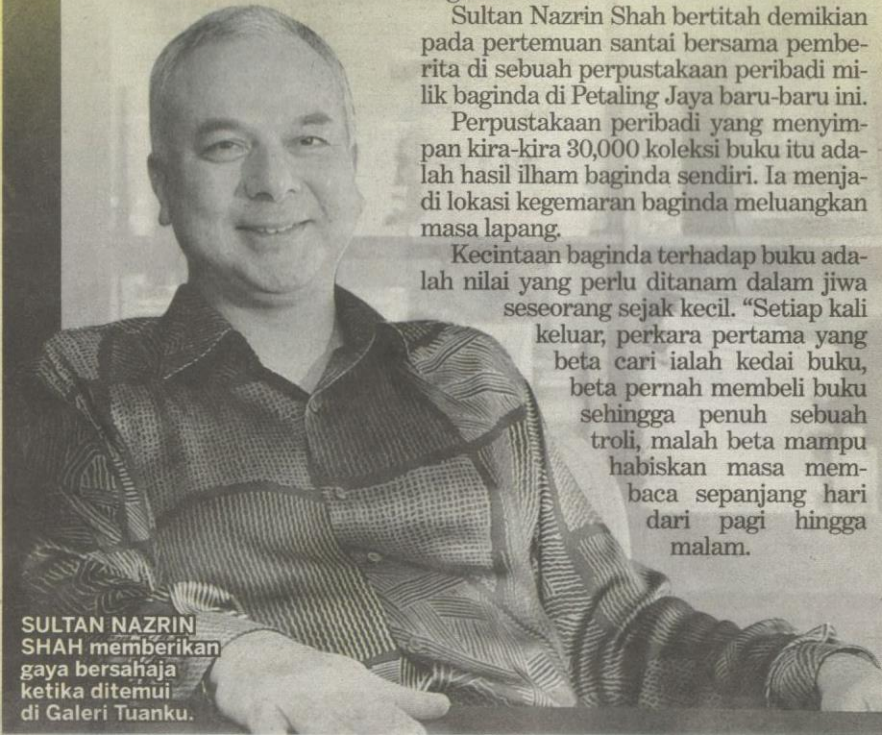 Sultan Nazrin Shah bertitah demikian
pada pertemuan santai bersama pembe-
rita di sebuah perpustakaan peribadi mi-
lik baginda di Petaling Jaya baru-baru ini.
Perpustakaan peribadi yang menyim-
pan kira-kira 30,000 koleksi buku itu ada-
lah hasil ilham baginda sendiri. Ia menja-
di lokasi kegemaran baginda meluangkan
masa lapang.
Kecintaan baginda terhadap buku ada-
lah nilai yang perlu ditanam dalam jiwa
seseorang sejak kecil. “Setiap kali
keluar, perkara pertama yang
beta cari ialah kedai buku,
beta pernah membeli buku
sehingga penuh sebuah
troli, malah beta mampu
habiskan masa mem-
baca sepanjang hari
dari pagi hingga
malam.
SULTAN NAZRIN
SHAH memberikan
gaya bersahaja
ketika ditemui
di Galeri Tuanku.